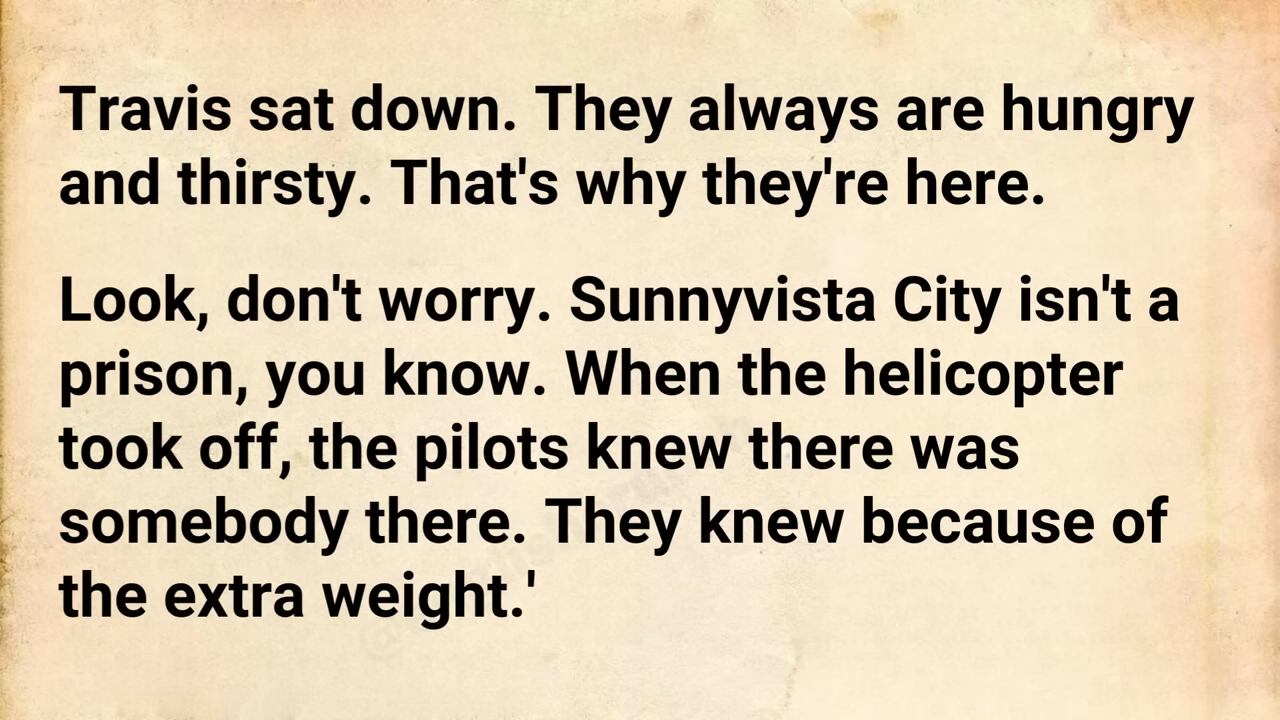 Travis sat down. They always are hungry
and thirsty. That's why they're here.
Look, don't worry. Sunnyvista City isn't a
prison, you know. When the helicopter
took off, the pilots knew there was
somebody there. They knew because of
the extra weight.'